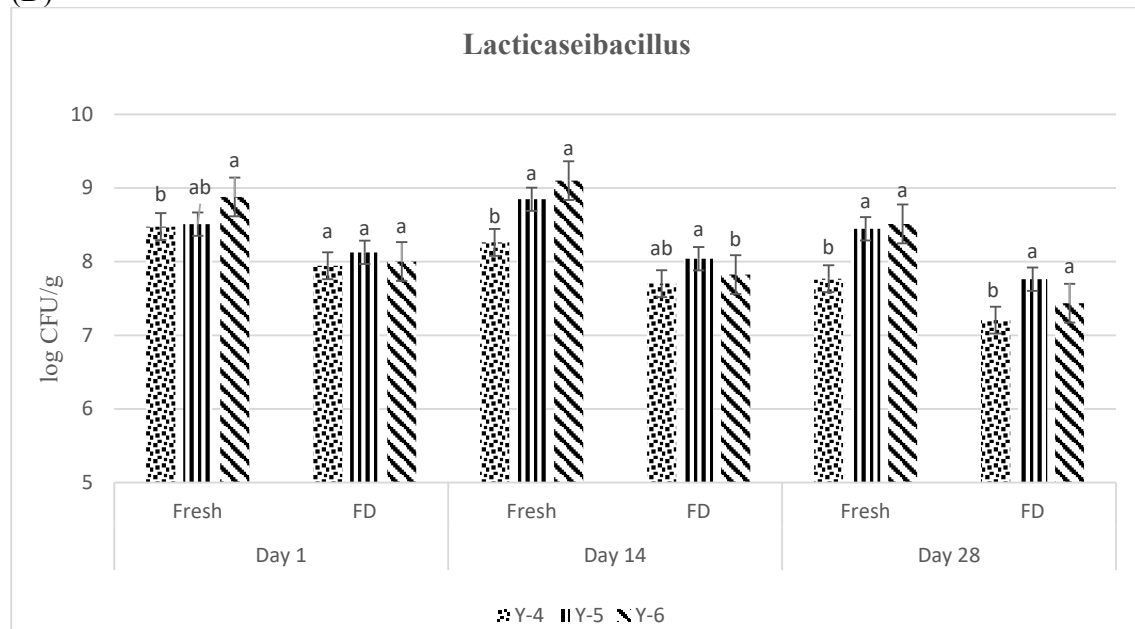 Lacticaseibacillus
log CFU/g
10
9
8
7
6
5
b ab a
a a a
b a a
ab a b
b a a
b a a
Fresh FD Fresh FD Fresh FD
Day 1 Day 14 Day 28
Y-4 Y-5 Y-6